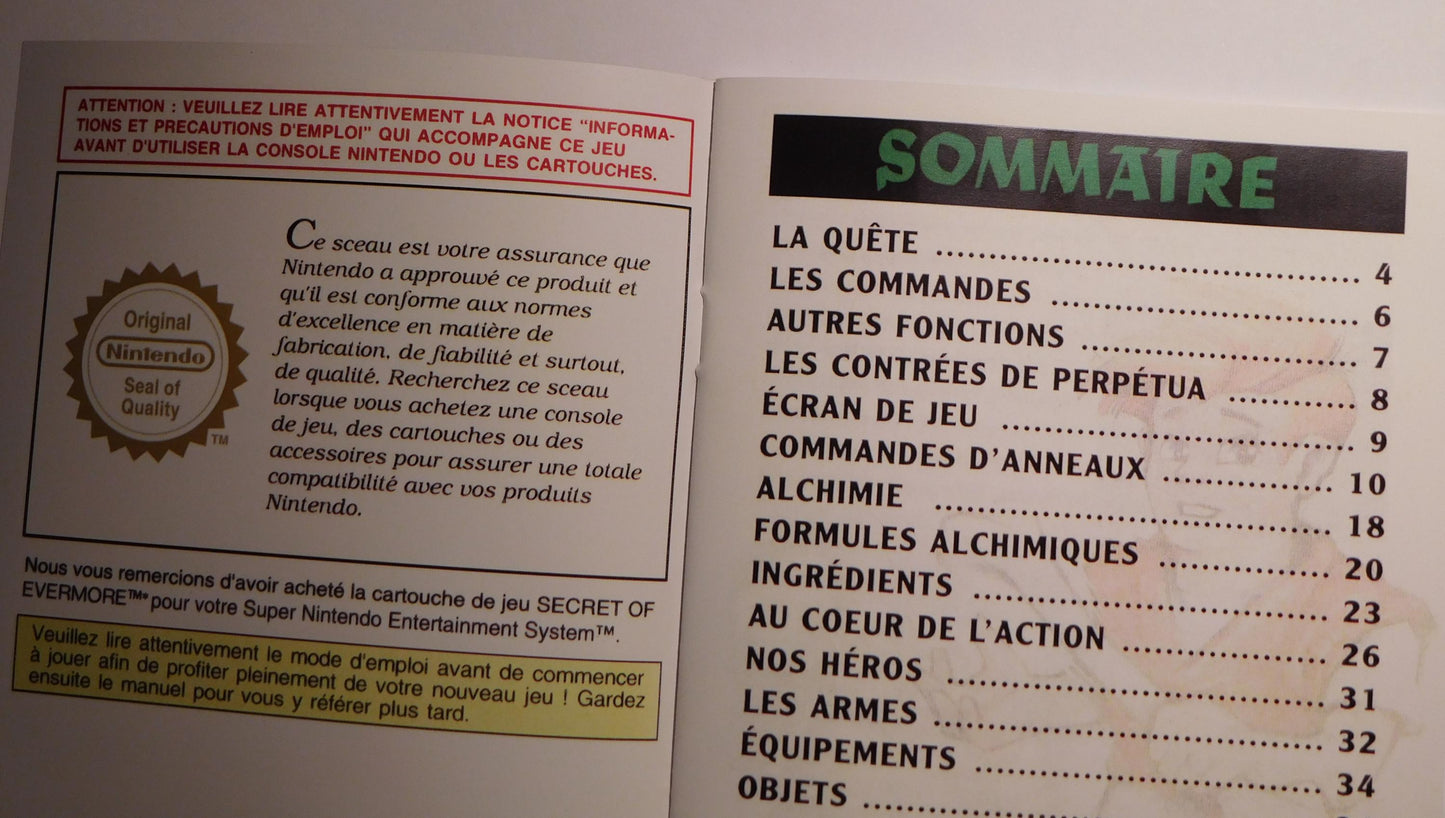 ATTENTION : VEUILLEZ LIRE ATTENTIVEMENT LA NOTICE "INFORMA-
TIONS ET PRECAUTIONS D'EMPLOI" QUI ACCOMPAGNE CE JEU
AVANT D'UTILISER LA CONSOLE NINTENDO OU LES CARTOUCHES.
Original
Nintendo
Seal of
Quality
TM
Ce sceau est votre assurance que
Nintendo a approuvé ce produit et
qu'il est conforme aux normes
d'excellence en matière de
fabrication, de fiabilité et surtout,
de qualité. Recherchez ce sceau
lorsque vous achetez une console
de jeu, des cartouches ou des
accessoires pour assurer une totale
compatibilité avec vos produits
Nintendo.
Nous vous remercions d'avoir acheté la cartouche de jeu SECRET OF
EVERMORE™* pour votre Super Nintendo Entertainment System™.
Veuillez lire attentivement le mode d'emploi avant de commencer
à jouer afin de profiter pleinement de votre nouveau jeu ! Gardez
ensuite le manuel pour vous y référer plus tard.
SOMMAIRE
LA QUÊTE .......... 4
LES COMMANDES .......... 6
AUTRES FONCTIONS .......... 7
LES CONTRÉES DE PERPÉTUA .......... 8
ÉCRAN DE JEU .......... 9
COMMANDES D'ANNEAUX .......... 10
ALCHIMIE .......... 18
FORMULES ALCHIMIQUES .......... 20
INGRÉDIENTS .......... 23
AU COEUR DE L'ACTION .......... 26
NOS HÉROS .......... 31
LES ARMES .......... 32
ÉQUIPEMENTS .......... 34
OBJETS ..........